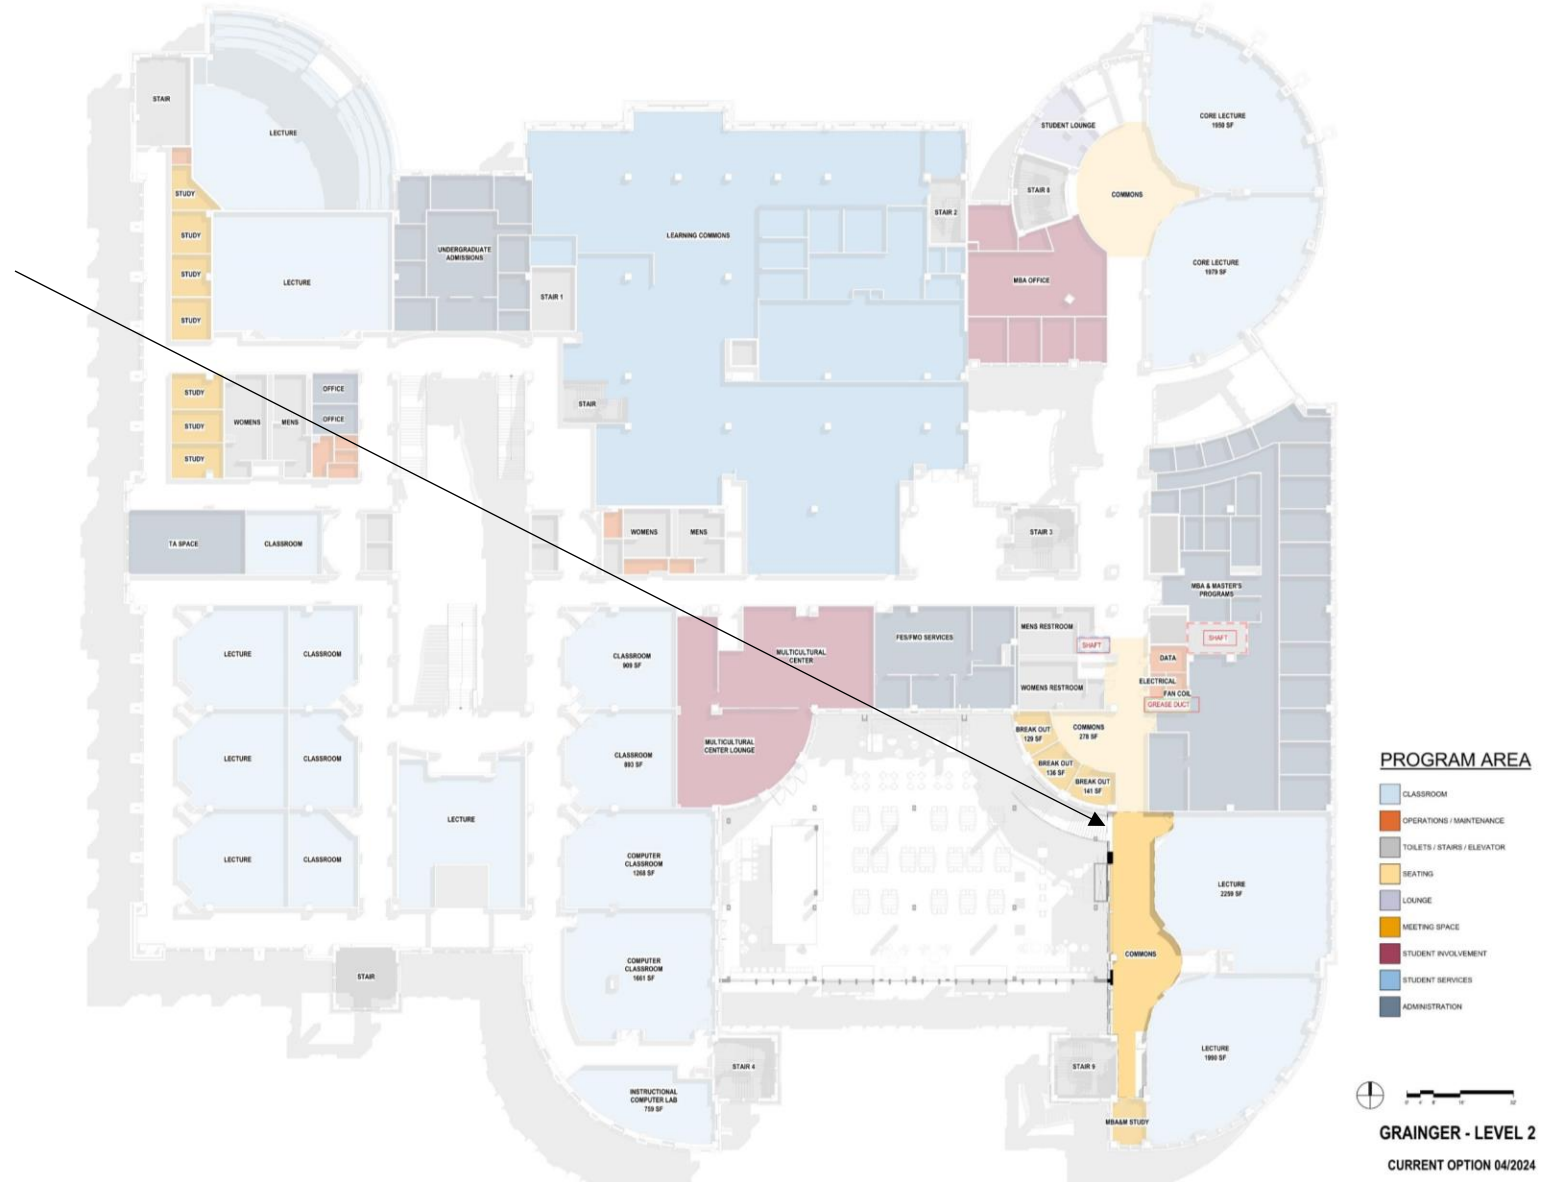 STAIR
LECTURE
CORE LECTURE
1950 SF
STUDENT LOUNGE
STUDY
STAIR 8
COMMONS
STAIR 2
STUDY
LEARNING COMMONS
UNDERGRADUATE
ADMISSIONS
CORE LECTURE
1979 SF
STUDY
LECTURE
MBA OFFICE
STAIR 1
STUDY
STUDY
OFFICE
STAIR
STUDY
WOMENS
MENS
OFFICE
STUDY
WOMENS
MENS
STAIR 3
TA SPACE
CLASSROOM
MBA & MASTER'S
PROGRAMS
LECTURE
CLASSROOM
CLASSROOM
909 SF
MULTICULTURAL
CENTER
FES/FMO SERVICES
MENS RESTROOM
SHAFT
SHAFT
DATA
ELECTRICAL
WOMENS RESTROOM
FAN COIL
GREASE DUCT
LECTURE
CLASSROOM
CLASSROOM
893 SF
MULTICULTURAL
CENTER LOUNGE
BREAK OUT
129 SF
COMMONS
278 SF
BREAK OUT
136 SF
BREAK OUT
141 SF
LECTURE
LECTURE
CLASSROOM
COMPUTER
CLASSROOM
1268 SF
LECTURE
2259 SF
COMPUTER
CLASSROOM
1661 SF
COMMONS
STAIR
STAIR 4
STAIR 9
LECTURE
1990 SF
INSTRUCTIONAL
COMPUTER LAB
759 SF
MBA&M STUDY
PROGRAM AREA
CLASSROOM
OPERATIONS / MAINTENANCE
TOILETS / STAIRS / ELEVATOR
SEATING
LOUNGE
MEETING SPACE
STUDENT INVOLVEMENT
STUDENT SERVICES
ADMINISTRATION
GRAINGER - LEVEL 2
CURRENT OPTION 04/2024